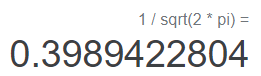 1 / sqrt(2 * pi) =
0.3989422804